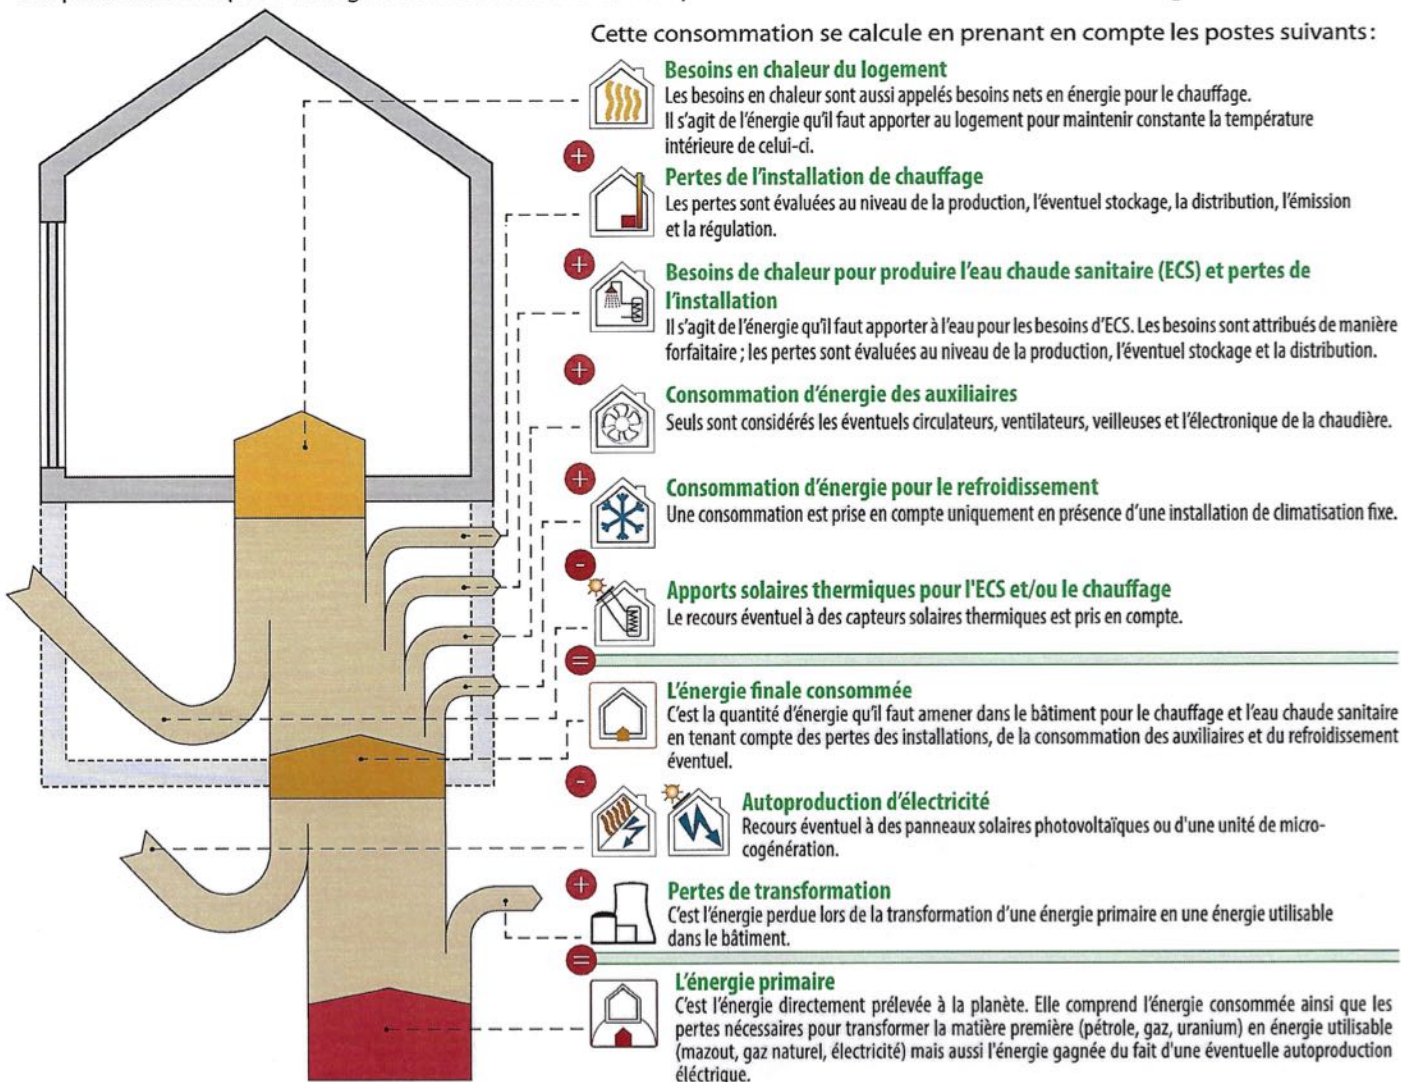 Cette consommation se calcule en prenant en compte les postes suivants:
Besoins en chaleur du logement
Les besoins en chaleur sont aussi appelés besoins nets en énergie pour le chauffage.
Il s'agit de l'énergie qu'il faut apporter au logement pour maintenir constante la température
intérieure de celui-ci.
+
Pertes de l'installation de chauffage
Les pertes sont évaluées au niveau de la production, l'éventuel stockage, la distribution, l'émission
et la régulation.
+
Besoins de chaleur pour produire l'eau chaude sanitaire (ECS) et pertes de
l'installation
Il s'agit de l'énergie qu'il faut apporter à l'eau pour les besoins d'ECS. Les besoins sont attribués de manière
forfaitaire ; les pertes sont évaluées au niveau de la production, l'éventuel stockage et la distribution.
+
Consommation d'énergie des auxiliaires
Seuls sont considérés les éventuels circulateurs, ventilateurs, veilleuses et l'électronique de la chaudière.
+
Consommation d'énergie pour le refroidissement
Une consommation est prise en compte uniquement en présence d'une installation de climatisation fixe.
-
Apports solaires thermiques pour l'ECS et/ou le chauffage
Le recours éventuel à des capteurs solaires thermiques est pris en compte.
=
L'énergie finale consommée
C'est la quantité d'énergie qu'il faut amener dans le bâtiment pour le chauffage et l'eau chaude sanitaire
en tenant compte des pertes des installations, de la consommation des auxiliaires et du refroidissement
éventuel.
-
Autoproduction d'électricité
Recours éventuel à des panneaux solaires photovoltaïques ou d'une unité de micro-
cogénération.
+
Pertes de transformation
C'est l'énergie perdue lors de la transformation d'une énergie primaire en une énergie utilisable
dans le bâtiment.
=
L'énergie primaire
C'est l'énergie directement prélevée à la planète. Elle comprend l'énergie consommée ainsi que les
pertes nécessaires pour transformer la matière première (pétrole, gaz, uranium) en énergie utilisable
(mazout, gaz naturel, électricité) mais aussi l'énergie gagnée du fait d'une éventuelle autoproduction
éléctrique.